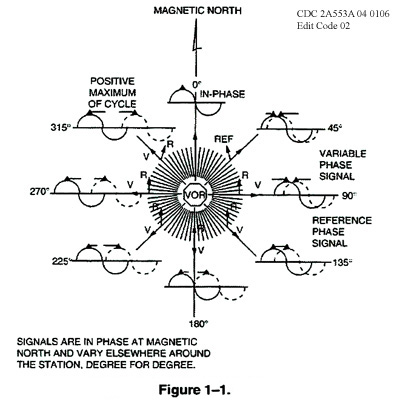 MAGNETIC NORTH
CDC 2A553A 04 0106
Edit Code 02
0°
IN-PHASE
POSITIVE
MAXIMUM
OF CYCLE
315°
R
V
REF
45°
VARIABLE
PHASE
SIGNAL
270°
V
R
VOR
R
V
90°
REFERENCE
PHASE
SIGNAL
225°
V
R
R
V
R
V
135°
180°
SIGNALS ARE IN PHASE AT MAGNETIC
NORTH AND VARY ELSEWHERE AROUND
THE STATION, DEGREE FOR DEGREE.
Figure 1–1.